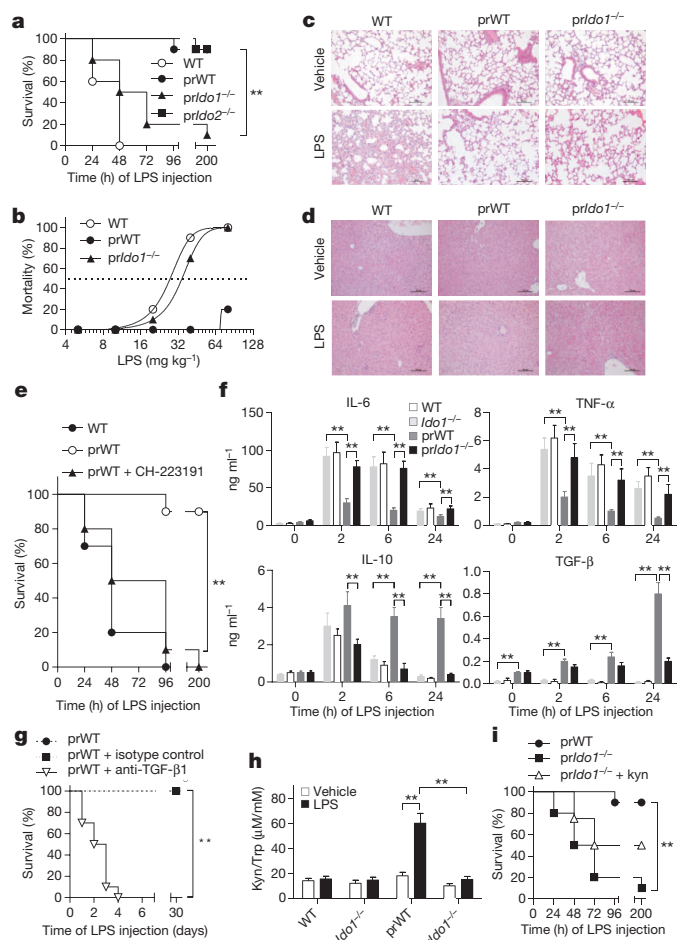 a
Survival (%)
100
80
60
40
20
0
WT
prWT
prIdo1–/–
prIdo2–/–
**
0 24 48 72 96 200
Time (h) of LPS injection
b
WT
prWT
prIdo1–/–
Mortality (%)
100
80
60
40
20
0
4 8 16 32 64 128
LPS (mg kg–1)
c
WT prWT prIdo1–/–
Vehicle
LPS
d
WT prWT prIdo1–/–
Vehicle
LPS
e
WT
prWT
prWT + CH-223191
Survival (%)
100
80
60
40
20
0
**
0 24 48 72 96 200
Time (h) of LPS injection
f
WT
Ido1–/–
prWT
prIdo1–/–
IL-6
ng ml–1
150
100
50
0
** ** ** ** ** **
0 2 6 24
TNF-α
8
6
4
2
0
** ** ** ** ** **
0 2 6 24
IL-10
ng ml–1
6
4
2
0
** ** ** ** **
0 2 6 24
TGF-β
1.2
0.8
0.4
0
** ** ** ** **
0 2 6 24
Time (h) of LPS injection
Time (h) of LPS injection
g
prWT
prWT + isotype control
prWT + anti-TGF-β1
Survival (%)
100
80
60
40
20
0
**
0 2 4 6 30
Time of LPS injection (days)
h
Vehicle
LPS
Kyn/Trp (μM/mM)
80
60
40
20
0
** **
WT Ido1–/– prWT Ido1–/–
i
prWT
prIdo1–/–
prIdo1–/– + kyn
Survival (%)
100
80
60
40
20
0
**
0 24 48 72 96 200
Time (h) of LPS injection